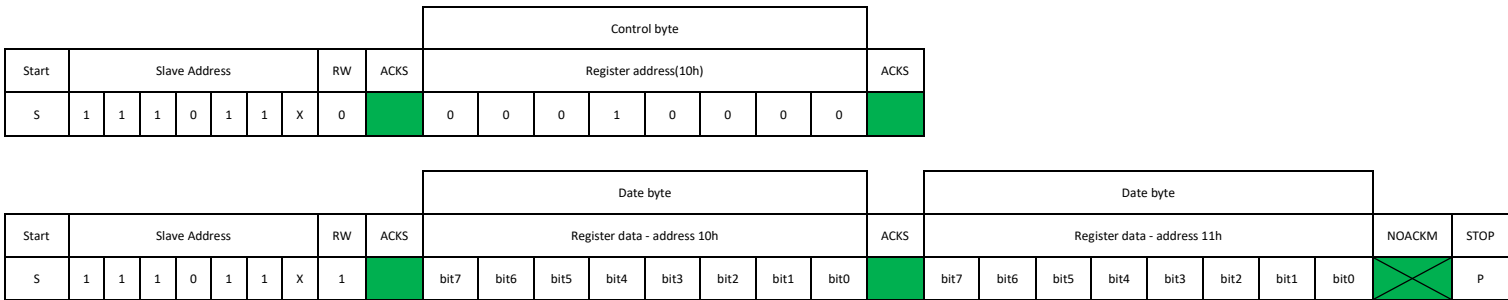 Control byte
Start Slave Address RW ACKS Register address(10h) ACKS
S 1 1 1 0 1 1 X 0 0 0 0 1 0 0 0 0
Date byte Date byte
Start Slave Address RW ACKS Register data - address 10h ACKS Register data - address 11h NOACKM STOP
S 1 1 1 0 1 1 X 1 bit7 bit6 bit5 bit4 bit3 bit2 bit1 bit0 bit7 bit6 bit5 bit4 bit3 bit2 bit1 bit0 P